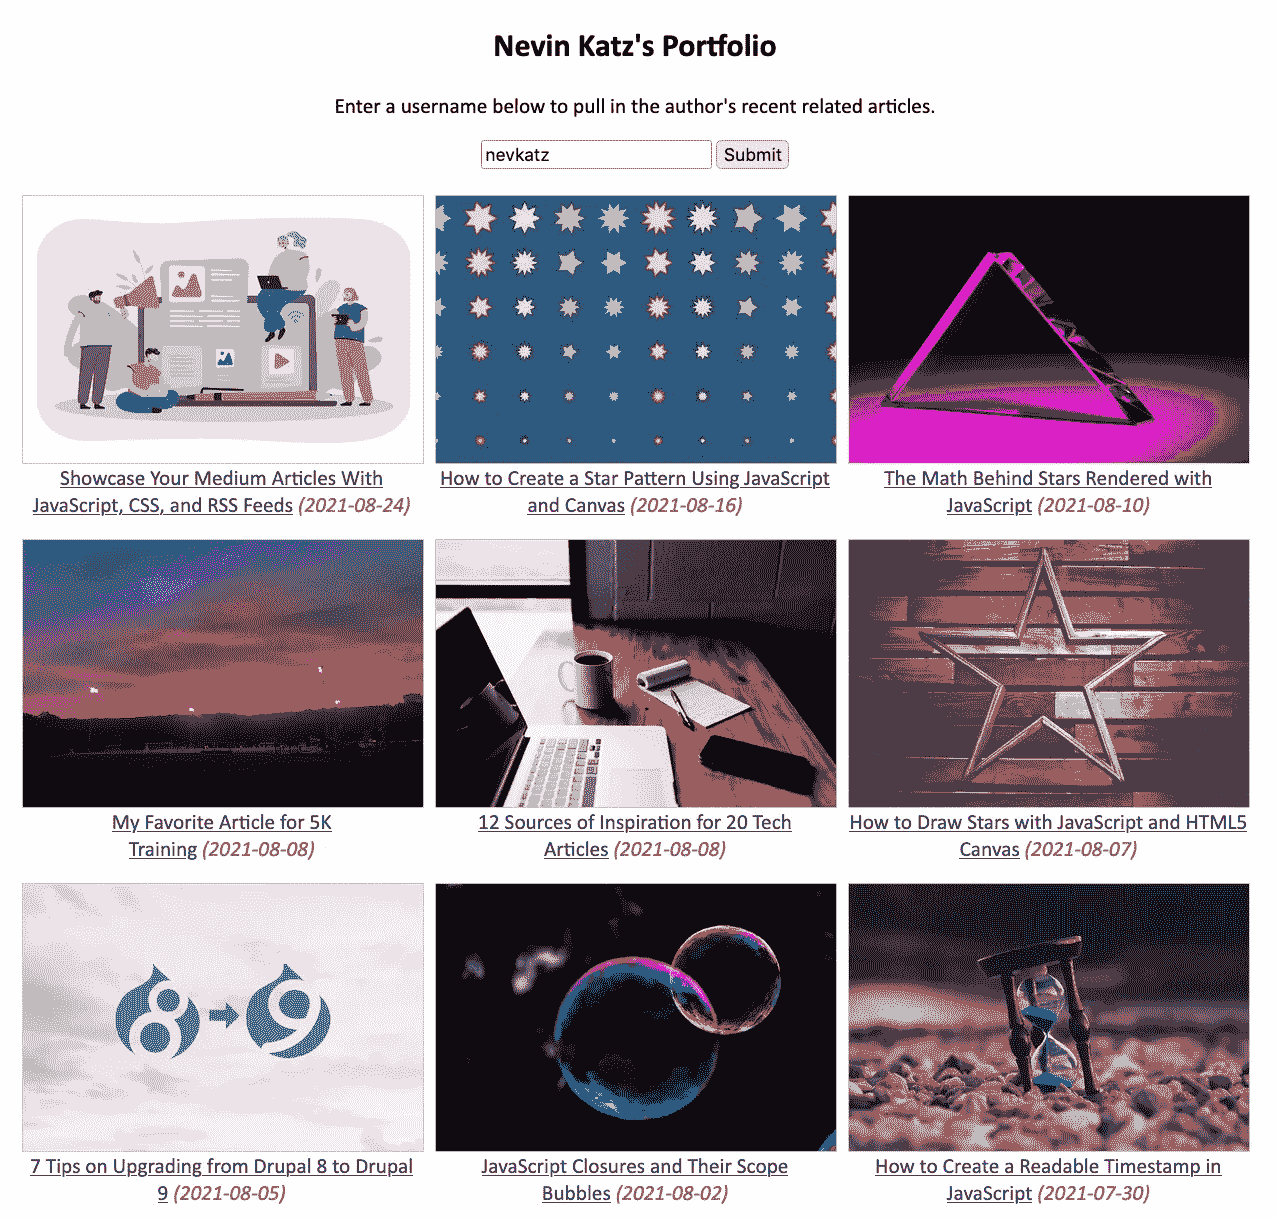 Nevin Katz's Portfolio
Enter a username below to pull in the author's recent related articles.
nevkatz Submit
Showcase Your Medium Articles With
JavaScript, CSS, and RSS Feeds (2021-08-24)
How to Create a Star Pattern Using JavaScript
and Canvas (2021-08-16)
The Math Behind Stars Rendered with
JavaScript (2021-08-10)
My Favorite Article for 5K
Training (2021-08-08)
12 Sources of Inspiration for 20 Tech
Articles (2021-08-08)
How to Draw Stars with JavaScript and HTML5
Canvas (2021-08-07)
8 9
7 Tips on Upgrading from Drupal 8 to Drupal
9 (2021-08-05)
JavaScript Closures and Their Scope
Bubbles (2021-08-02)
How to Create a Readable Timestamp in
JavaScript (2021-07-30)